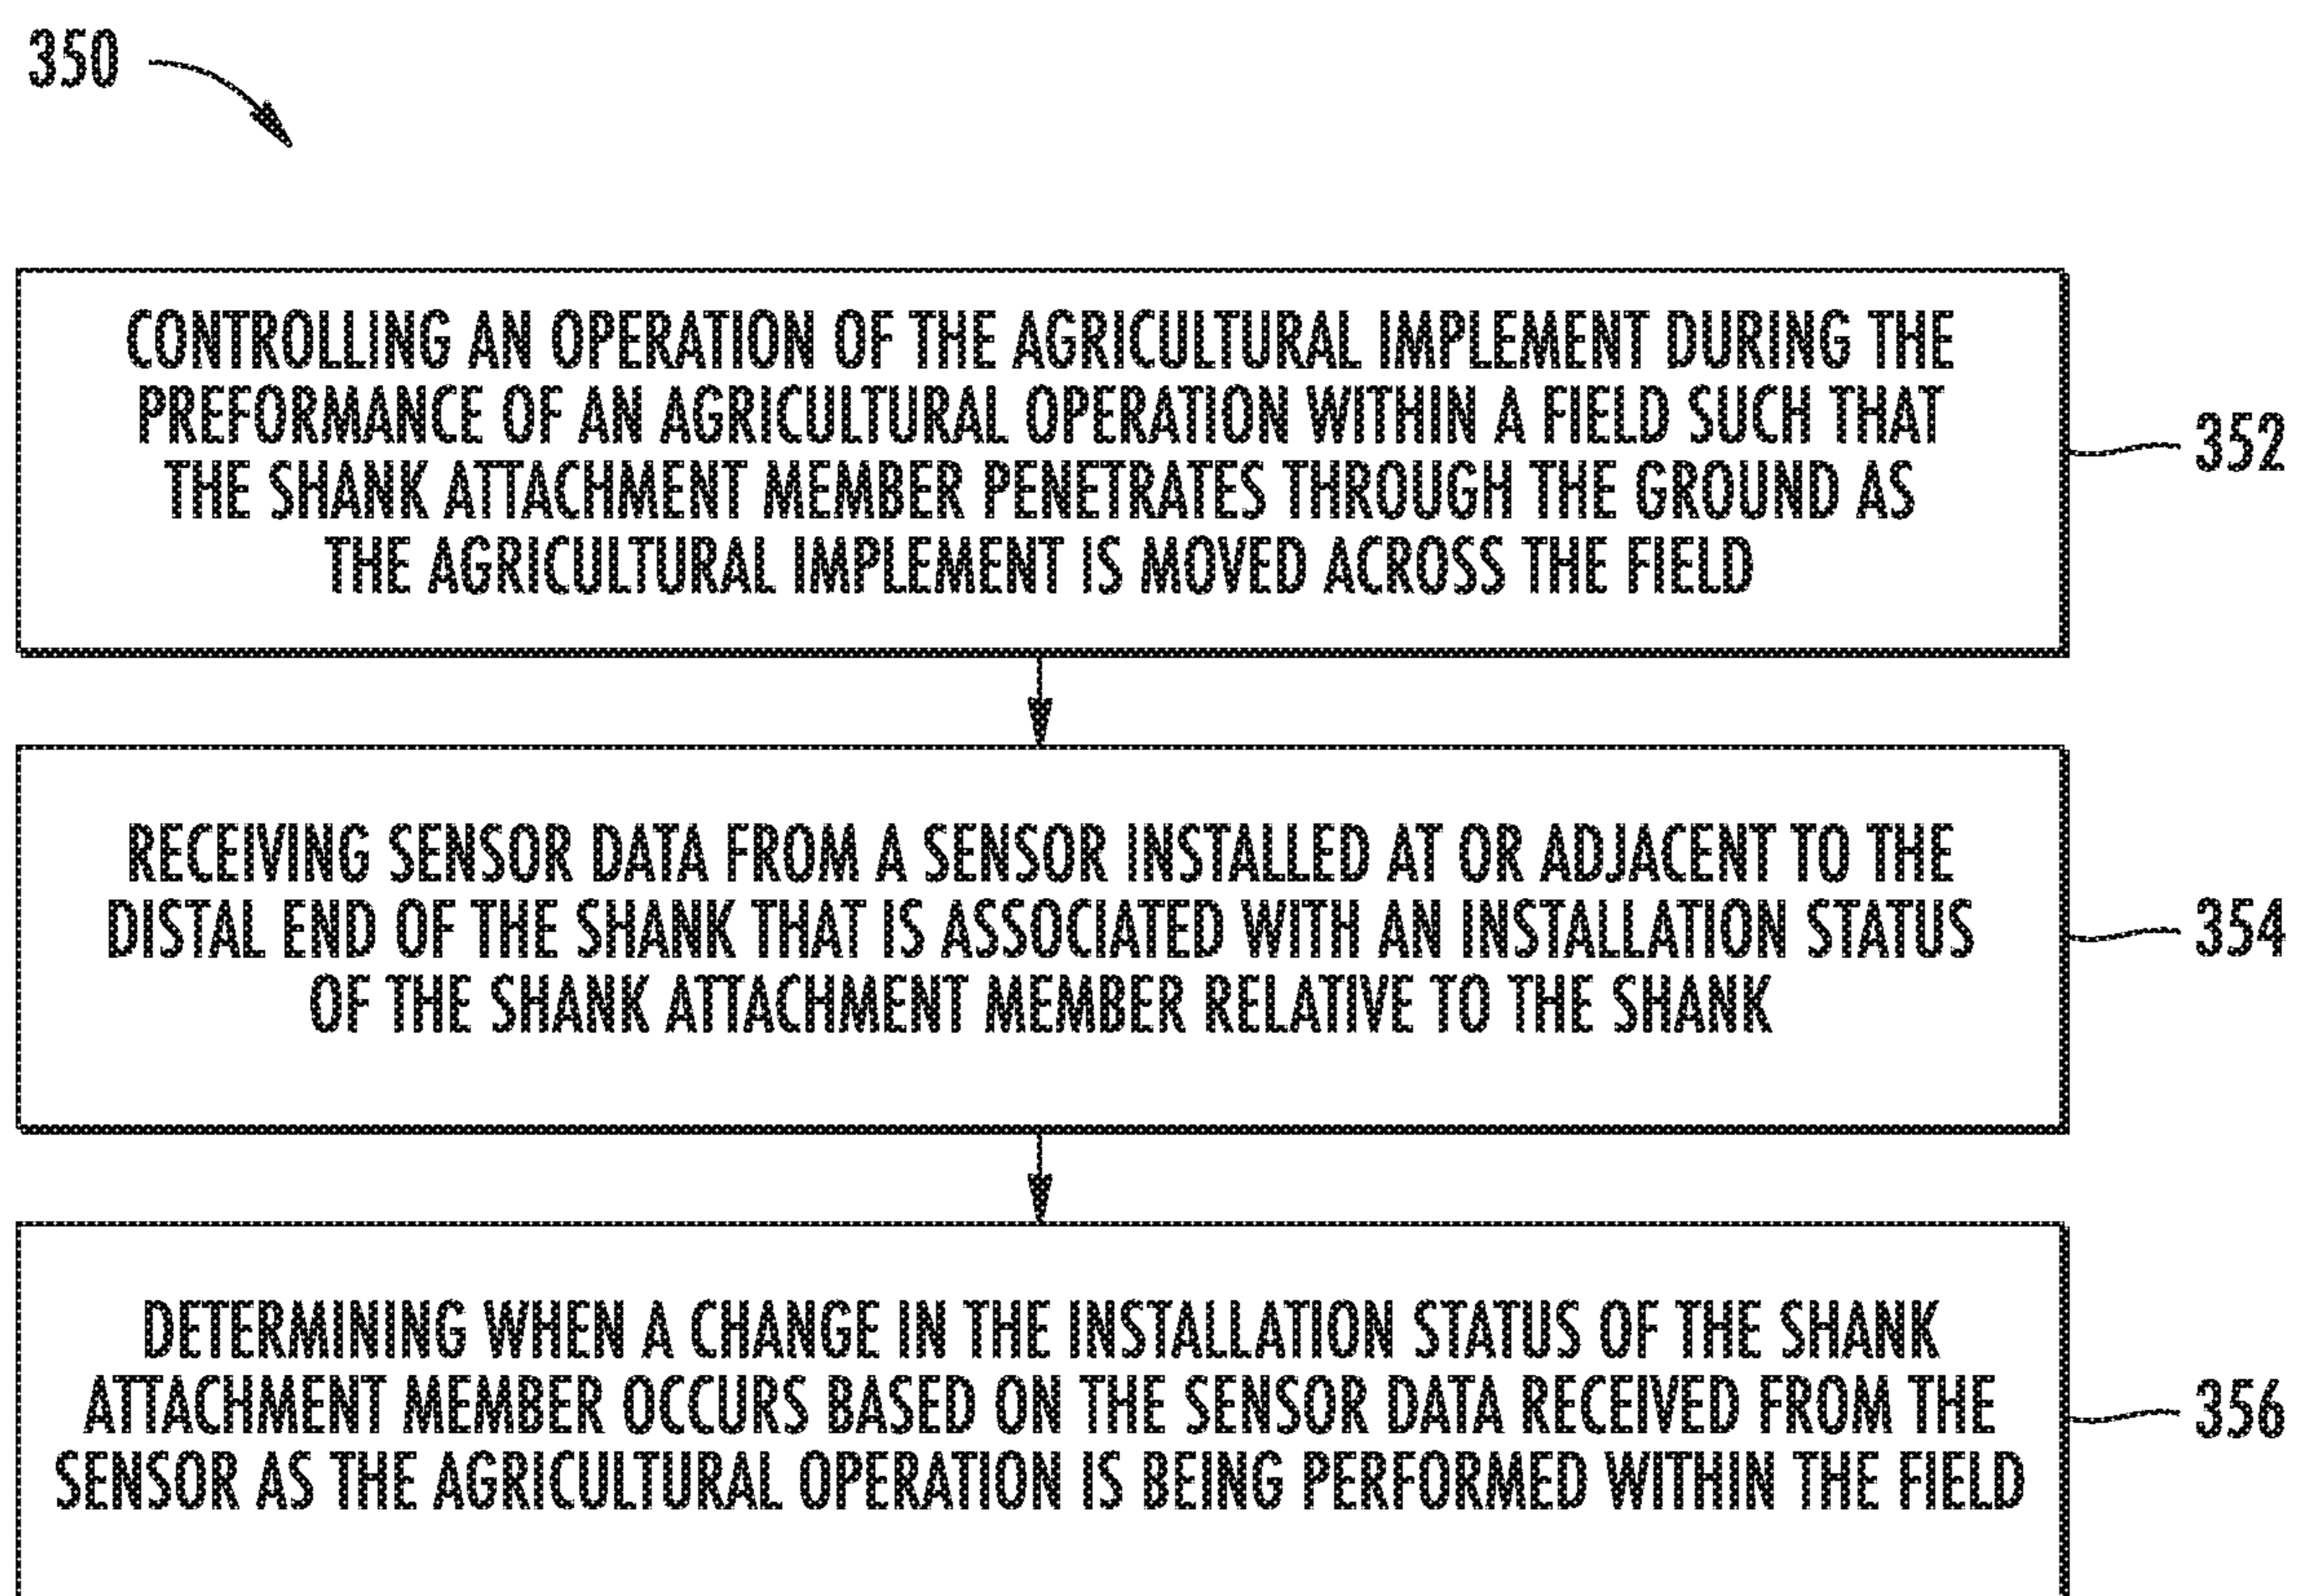 350
CONTROLLING AN OPERATION OF THE AGRICULTURAL IMPLEMENT DURING THE
PREFORMANCE OF AN AGRICULTURAL OPERATION WITHIN A FIELD SUCH THAT
THE SHANK ATTACHMENT MEMBER PENETRATES THROUGH THE GROUND AS
THE AGRICULTURAL IMPLEMENT IS MOVED ACROSS THE FIELD
352
RECEIVING SENSOR DATA FROM A SENSOR INSTALLED AT OR ADJACENT TO THE
DISTAL END OF THE SHANK THAT IS ASSOCIATED WITH AN INSTALLATION STATUS
OF THE SHANK ATTACHMENT MEMBER RELATIVE TO THE SHANK
354
DETERMINING WHEN A CHANGE IN THE INSTALLATION STATUS OF THE SHANK
ATTACHMENT MEMBER OCCURS BASED ON THE SENSOR DATA RECEIVED FROM THE
SENSOR AS THE AGRICULTURAL OPERATION IS BEING PERFORMED WITHIN THE FIELD
356